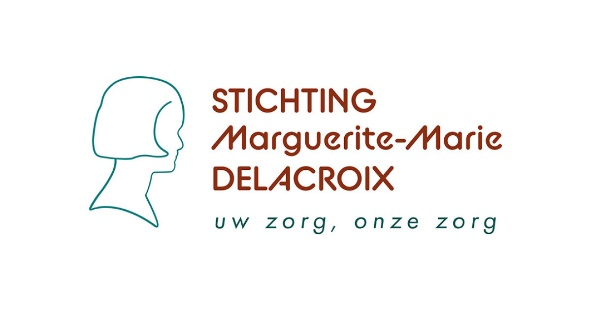 STICHTING
Marguerite-Marie
DELACROIX
uw zorg, onze zorg